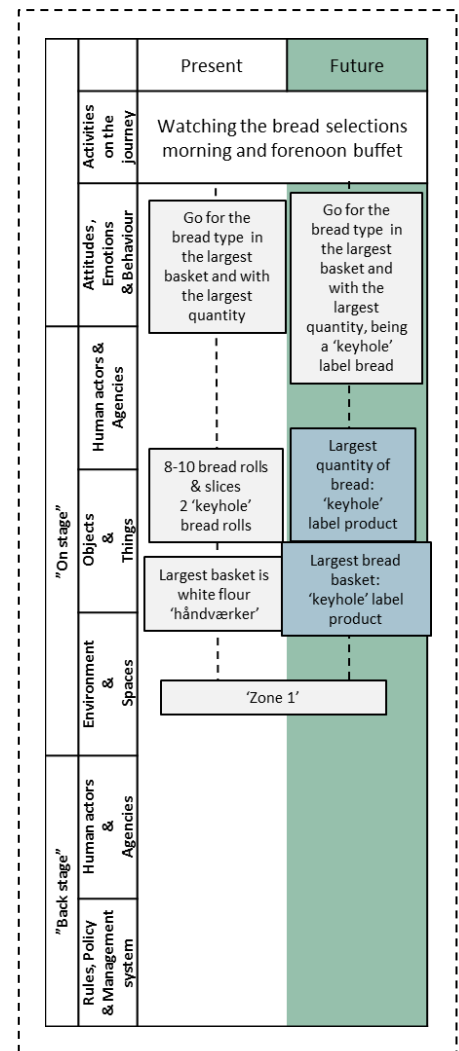 Present
Future
Activities
on the
journey
Watching the bread selections
morning and forenoon buffet
Attitudes,
Emotions
& Behaviour
Go for the
bread type in
the largest
basket and with
the largest
quantity
Go for the
bread type in
the largest
basket and
with the
largest
quantity, being
a ‘keyhole’
label bread
”On stage”
Human actors &
Agencies
Objects
&
Things
8-10 bread rolls
& slices
2 ‘keyhole’
bread rolls
Largest
quantity of
bread:
‘keyhole’
label product
Largest basket is
white flour
‘håndværker’
Largest bread
basket:
‘keyhole’ label
product
Environment
&
Spaces
‘Zone 1’
”Back stage”
Human actors
&
Agencies
Rules, Policy
& Management
system